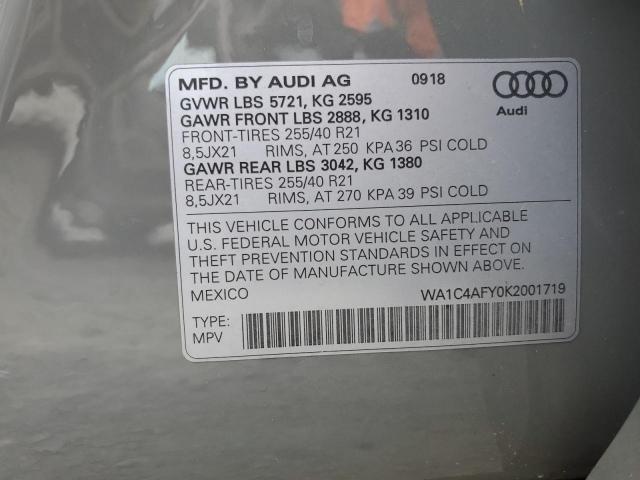 MFD. BY AUDI AG 0918
GVWR LBS 5721, KG 2595
GAWR FRONT LBS 2888, KG 1310
FRONT-TIRES 255/40 R21
8,5JX21 RIMS, AT 250 KPA 36 PSI COLD
GAWR REAR LBS 3042, KG 1380
REAR-TIRES 255/40 R21
8,5JX21 RIMS, AT 270 KPA 39 PSI COLD
Audi
THIS VEHICLE CONFORMS TO ALL APPLICABLE
U.S. FEDERAL MOTOR VEHICLE SAFETY AND
THEFT PREVENTION STANDARDS IN EFFECT ON
THE DATE OF MANUFACTURE SHOWN ABOVE.
MEXICO WA1C4AFY0K2001719
TYPE:
MPV